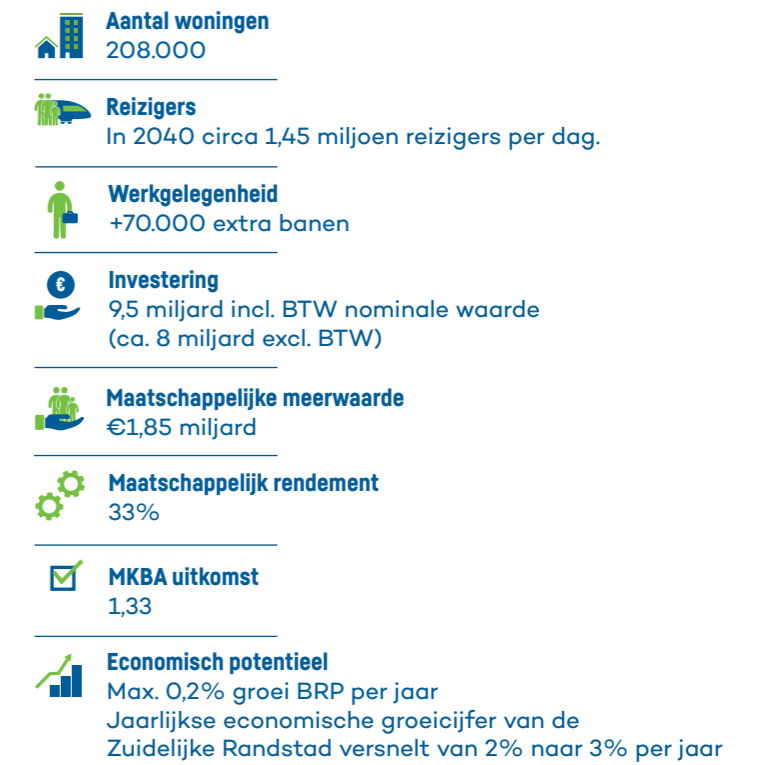 Aantal woningen
208.000
Reizigers
In 2040 circa 1,45 miljoen reizigers per dag.
Werkgelegenheid
+70.000 extra banen
€
Investering
9,5 miljard incl. BTW nominale waarde
(ca. 8 miljard excl. BTW)
Maatschappelijke meerwaarde
€1,85 miljard
Maatschappelijk rendement
33%
MKBA uitkomst
1,33
Economisch potentieel
Max. 0,2% groei BRP per jaar
Jaarlijkse economische groeicijfer van de
Zuidelijke Randstad versnelt van 2% naar 3% per jaar